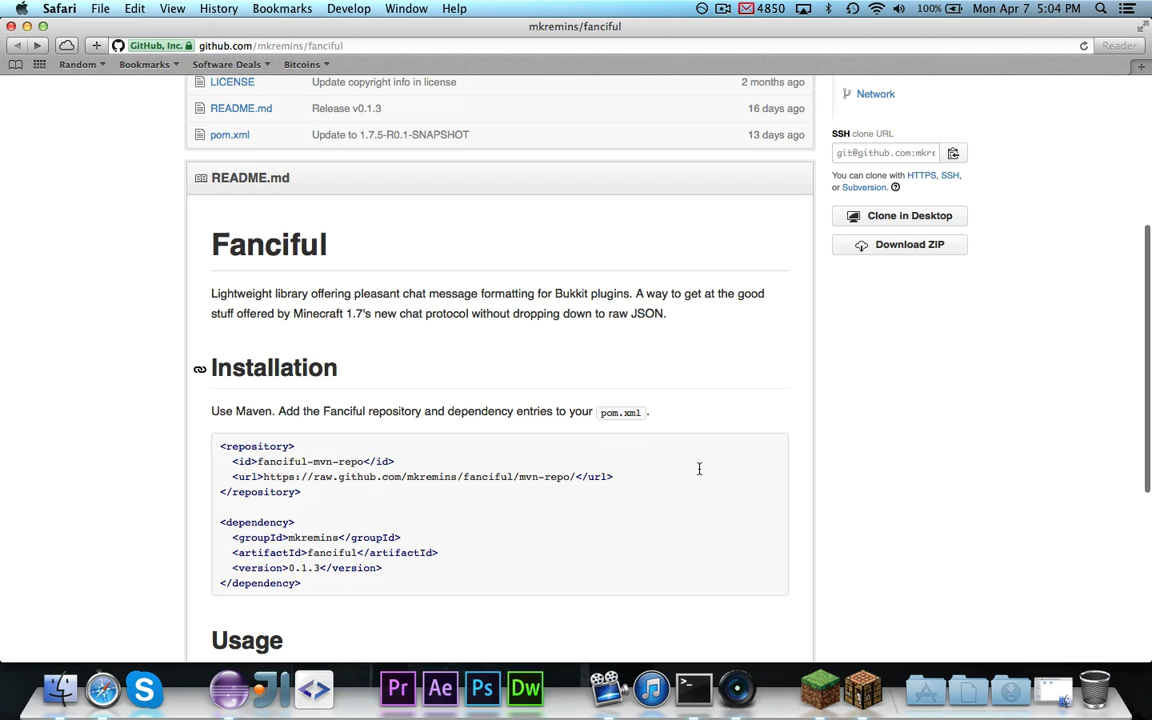 Safari File Edit View History Bookmarks Develop Window Help 4850 100% Mon Apr 7 5:04 PM
mkremins/fanciful
GitHub, Inc. github.com/mkremins/fanciful Reader
Random Bookmarks Software Deals Bitcoins
LICENSE Update copyright info in license 2 months ago
Network
README.md Release v0.1.3 16 days ago
pom.xml Update to 1.7.5-R0.1-SNAPSHOT 13 days ago
SSH clone URL
git@github.com:mkre
You can clone with HTTPS, SSH,
or Subversion.
README.md
Clone in Desktop
Download ZIP
Fanciful
Lightweight library offering pleasant chat message formatting for Bukkit plugins. A way to get at the good
stuff offered by Minecraft 1.7's new chat protocol without dropping down to raw JSON.
Installation
Use Maven. Add the Fanciful repository and dependency entries to your pom.xml.
<repository>
<id>fanciful-mvn-repo</id>
<url>https://raw.github.com/mkremins/fanciful/mvn-repo/</url>
</repository>
<dependency>
<groupId>mkremins</groupId>
<artifactId>fanciful</artifactId>
<version>0.1.3</version>
</dependency>
Usage
Pr Ae Ps Dw